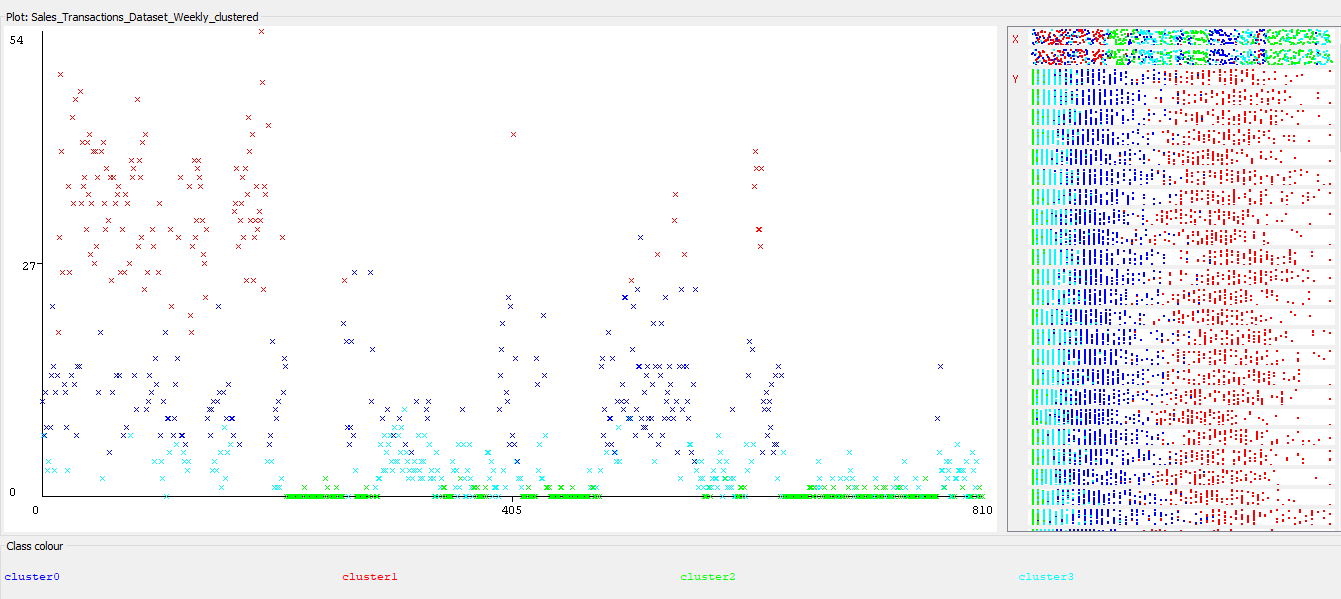 Plot: Sales_Transactions_Dataset_Weekly_clustered
54
X
Y
27
0
0 405 810
Class colour
cluster0 cluster1 cluster2 cluster3